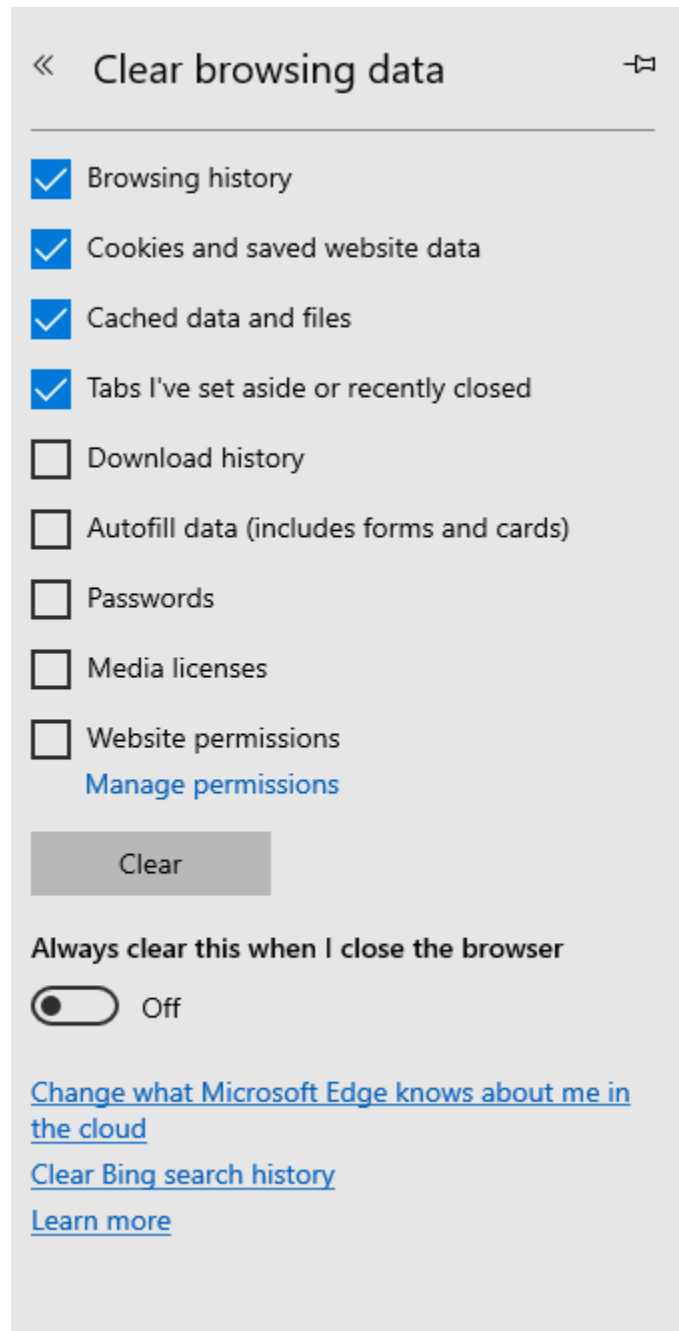 Clear browsing data
Browsing history
Cookies and saved website data
Cached data and files
Tabs I've set aside or recently closed
Download history
Autofill data (includes forms and cards)
Passwords
Media licenses
Website permissions
Manage permissions
Clear
Always clear this when I close the browser
Off
Change what Microsoft Edge knows about me in
the cloud
Clear Bing search history
Learn more